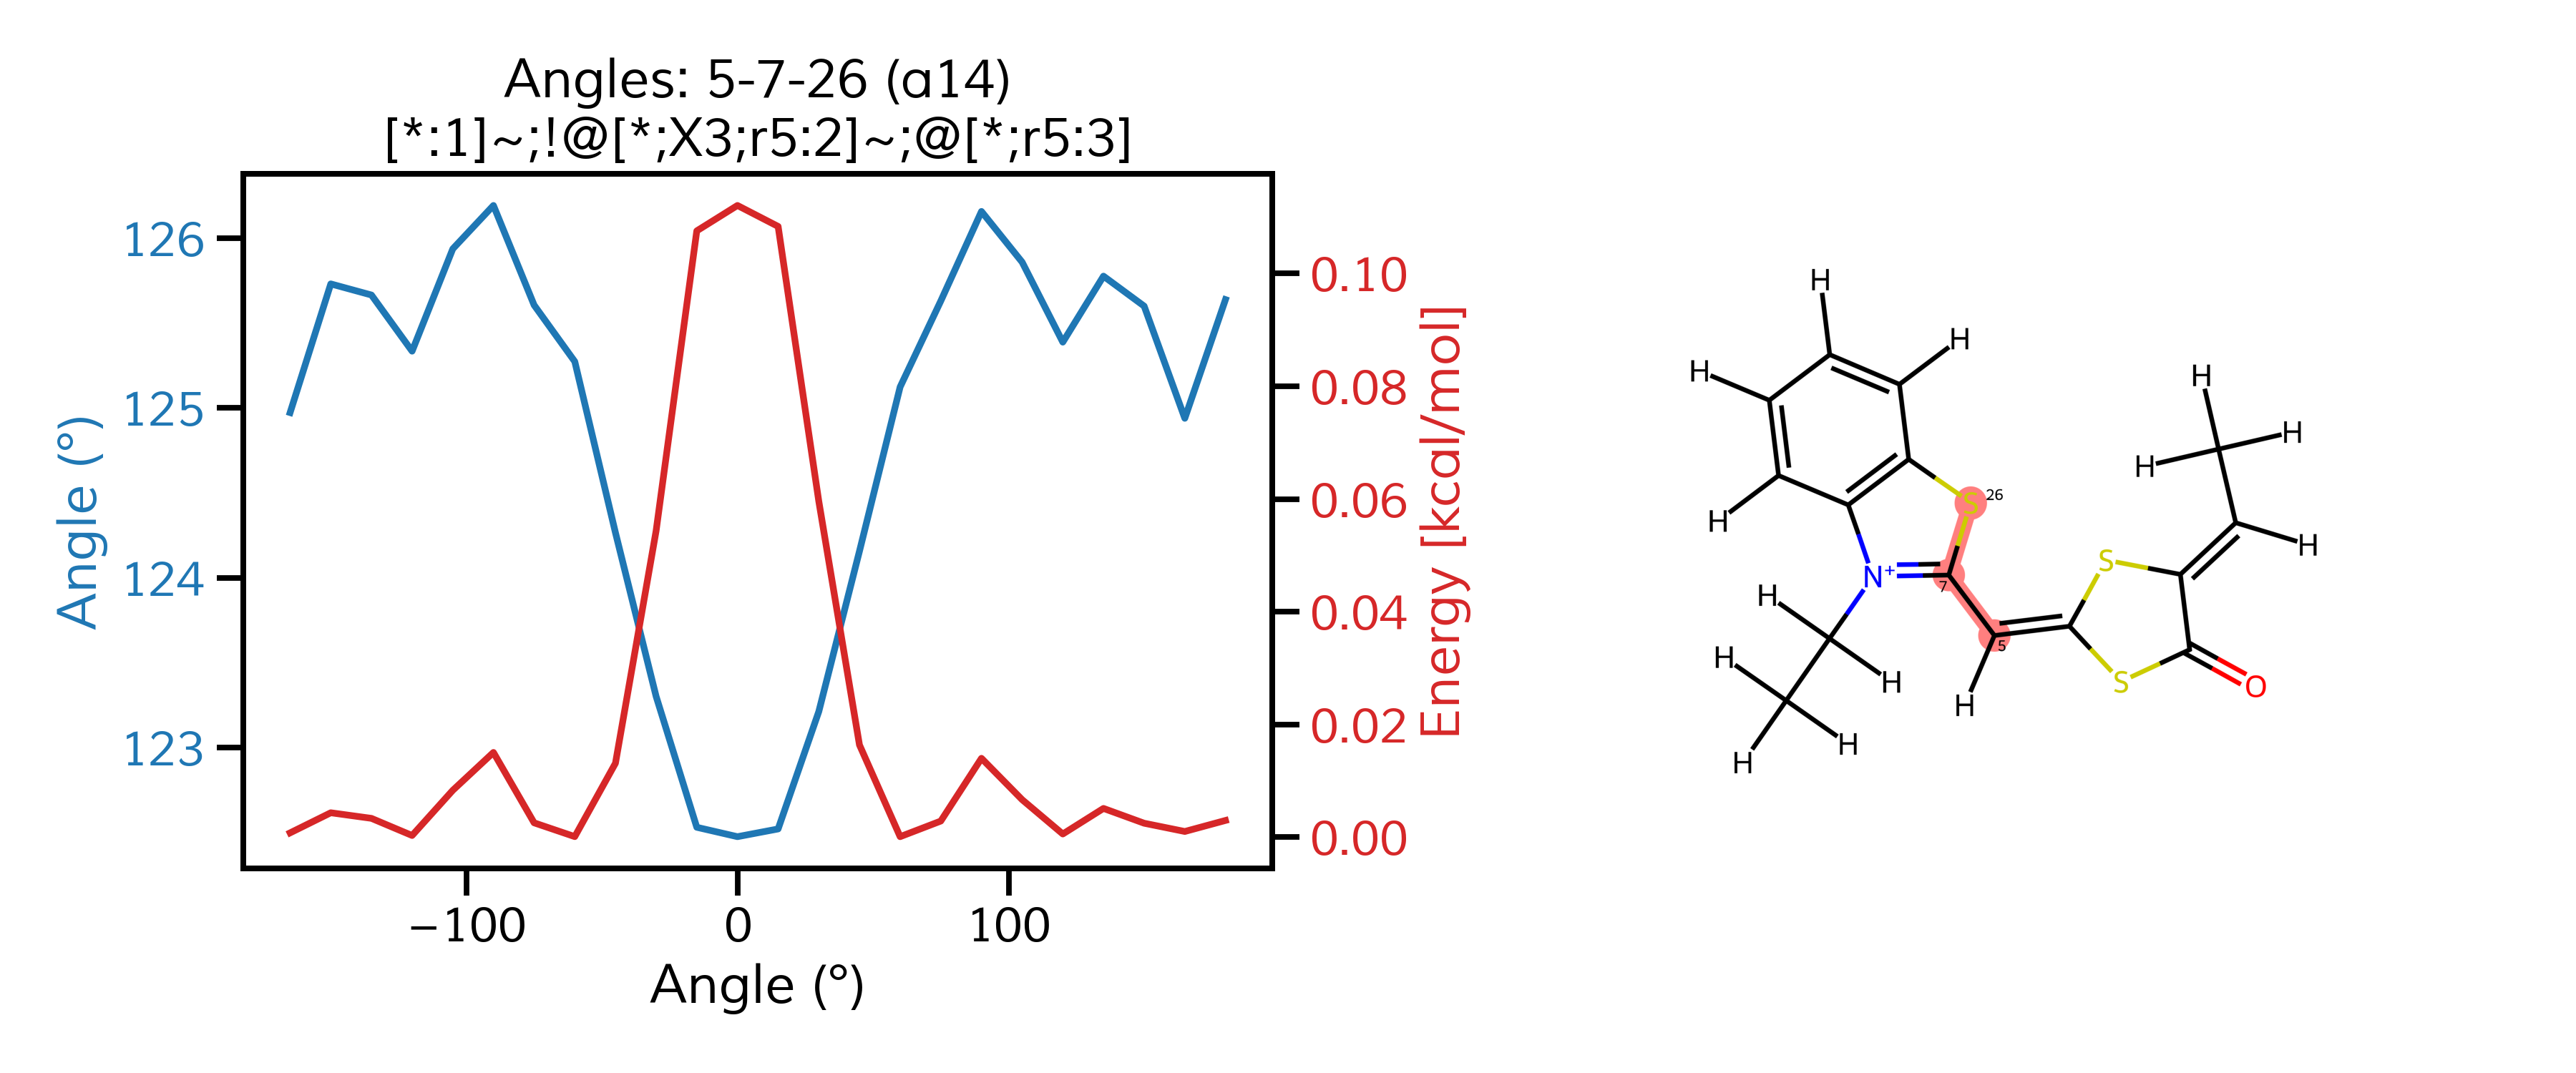 Angles: 5-7-26 (a14)
[*:1]~;!@[*;X3;r5:2]~;@[*;r5:3]
126
125
124
123
Angle (°)
0.10
0.08
0.06
0.04
0.02
0.00
Energy [kcal/mol]
−100
0
100
Angle (°)
H
H
H
H
H
H
H
S
26
H
H
S
N+
7
H
H
5
H
H
H
S
O
H
H